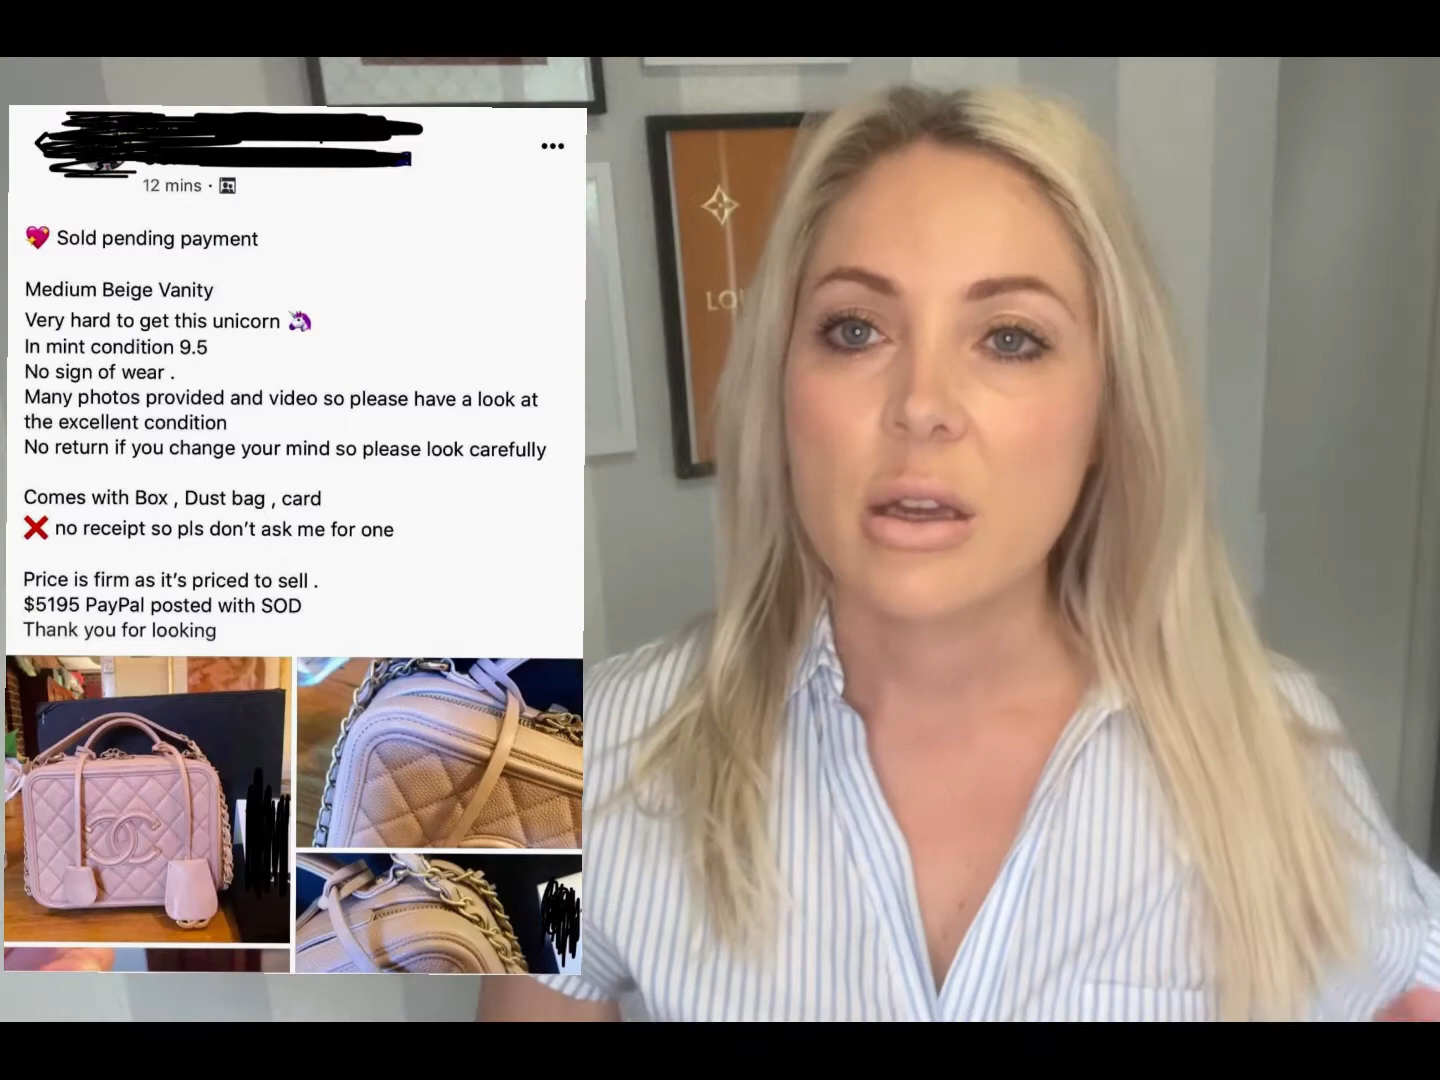 12 mins ·
💖 Sold pending payment
Medium Beige Vanity
Very hard to get this unicorn 🦄
In mint condition 9.5
No sign of wear .
Many photos provided and video so please have a look at
the excellent condition
No return if you change your mind so please look carefully
Comes with Box , Dust bag , card
❌ no receipt so pls don't ask me for one
Price is firm as it's priced to sell .
$5195 PayPal posted with SOD
Thank you for looking